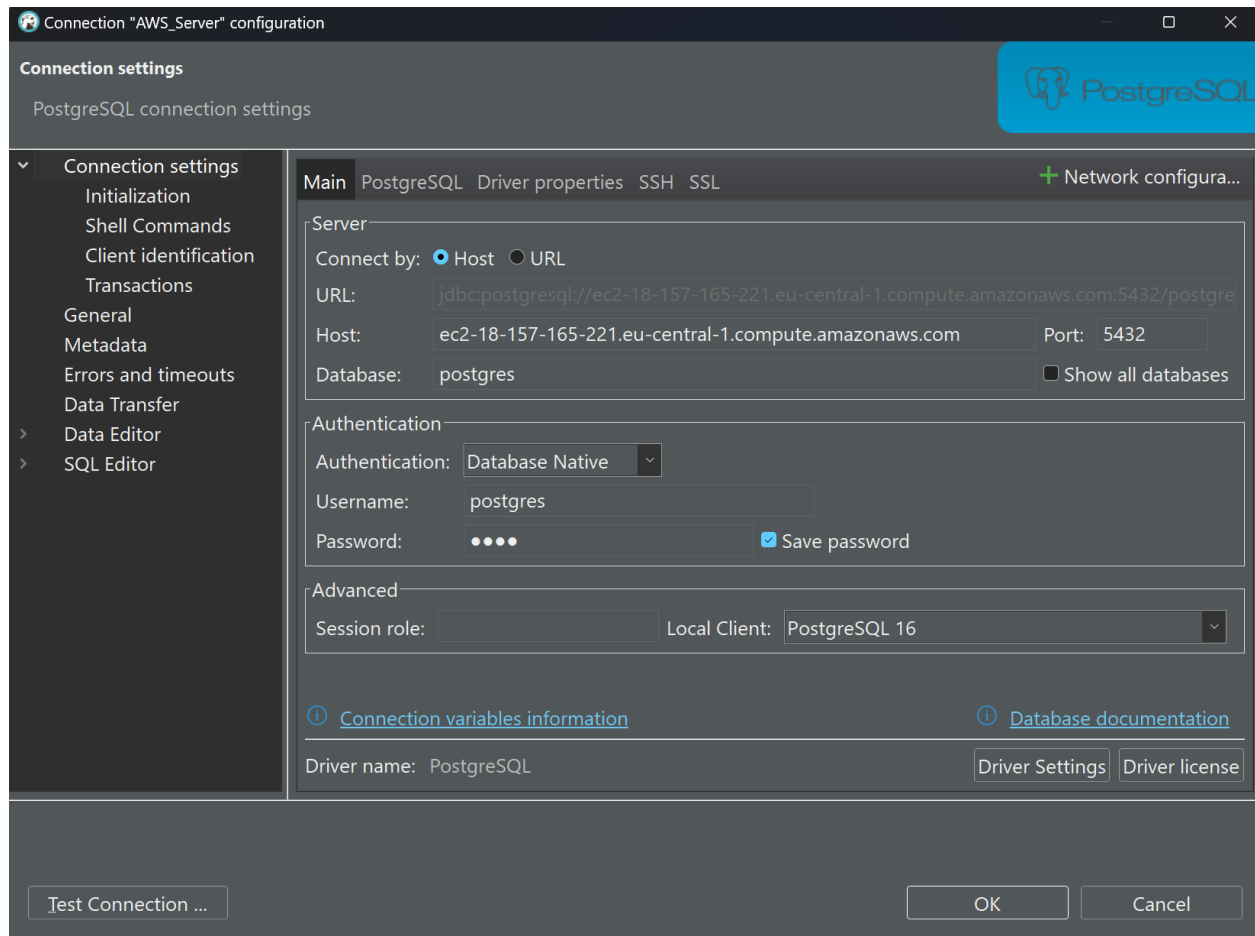 Connection "AWS_Server" configuration
Connection settings
PostgreSQL connection settings
PostgreSQL
Connection settings
Initialization
Shell Commands
Client identification
Transactions
General
Metadata
Errors and timeouts
Data Transfer
Data Editor
SQL Editor
Main PostgreSQL Driver properties SSH SSL
Network configura...
Server
Connect by: Host URL
URL: jdbc:postgresql://ec2-18-157-165-221.eu-central-1.compute.amazonaws.com:5432/postgre
Host: ec2-18-157-165-221.eu-central-1.compute.amazonaws.com Port: 5432
Database: postgres Show all databases
Authentication
Authentication: Database Native
Username: postgres
Password: ●●●● Save password
Advanced
Session role: Local Client: PostgreSQL 16
Connection variables information Database documentation
Driver name: PostgreSQL Driver Settings Driver license
Test Connection ... OK Cancel